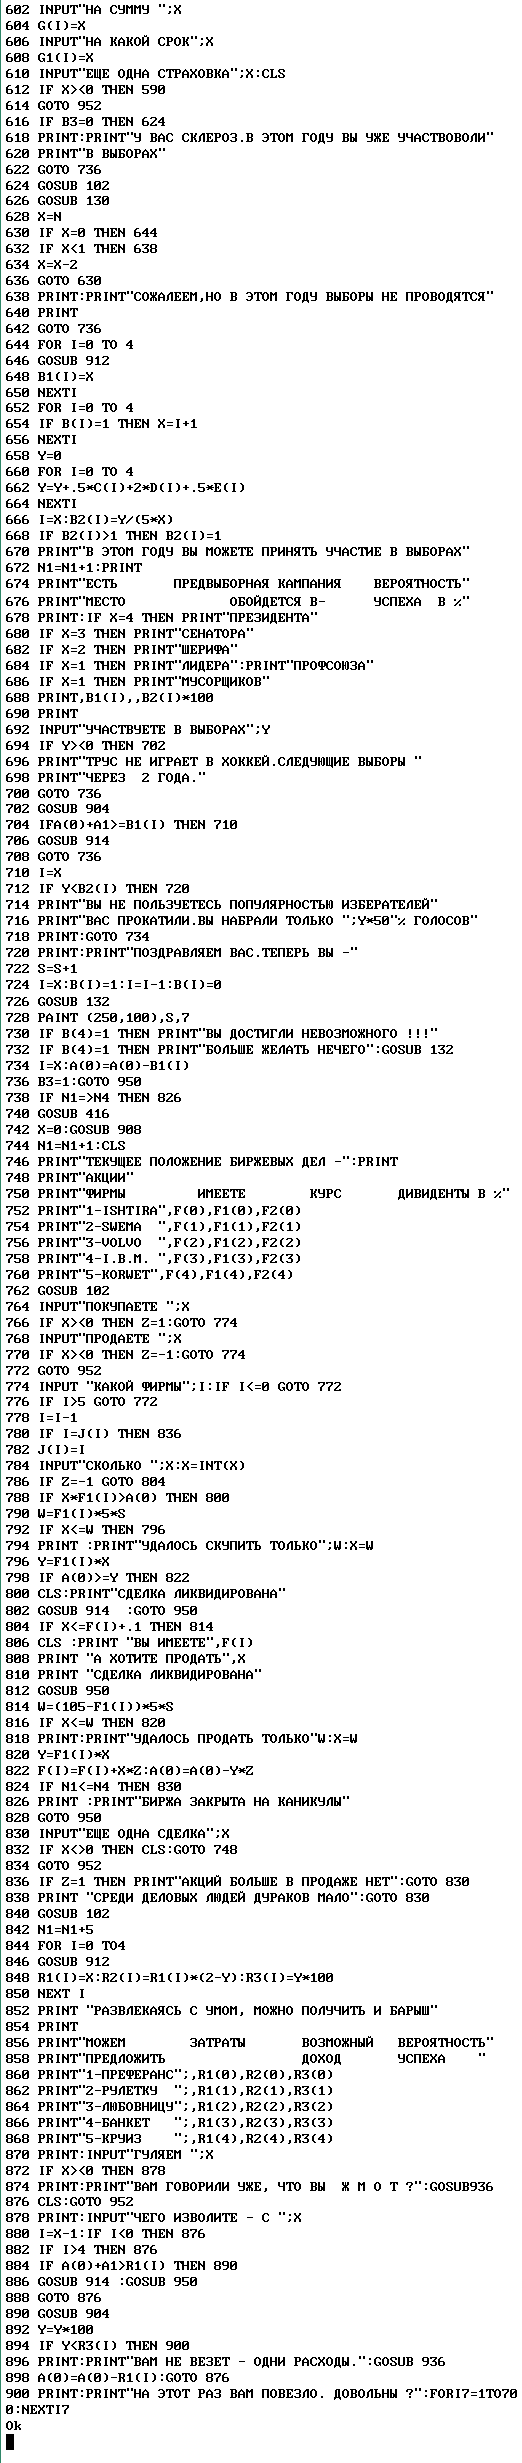 602 INPUT"НА СУММУ ";X
604 G(I)=X
606 INPUT"НА КАКОЙ СРОК";X
608 G1(I)=X
610 INPUT"ЕЩЕ ОДНА СТРАХОВКА";X:CLS
612 IF X><0 THEN 590
614 GOTO 952
616 IF B3=0 THEN 624
618 PRINT:PRINT"У ВАС СКЛЕРОЗ.В ЭТОМ ГОДУ ВЫ УЖЕ УЧАСТВОВОЛИ"
620 PRINT"В ВЫБОРАХ"
622 GOTO 736
624 GOSUB 102
626 GOSUB 130
628 X=N
630 IF X=0 THEN 644
632 IF X<1 THEN 638
634 X=X-2
636 GOTO 630
638 PRINT:PRINT"СОЖАЛЕЕМ,НО В ЭТОМ ГОДУ ВЫБОРЫ НЕ ПРОВОДЯТСЯ"
640 PRINT
642 GOTO 736
644 FOR I=0 TO 4
646 GOSUB 912
648 B1(I)=X
650 NEXTI
652 FOR I=0 TO 4
654 IF B(I)=1 THEN X=I+1
656 NEXTI
658 Y=0
660 FOR I=0 TO 4
662 Y=Y+.5*C(I)+2*D(I)+.5*E(I)
664 NEXTI
666 I=X:B2(I)=Y/(5*X)
668 IF B2(I)>1 THEN B2(I)=1
670 PRINT"В ЭТОМ ГОДУ ВЫ МОЖЕТЕ ПРИНЯТЬ УЧАСТИЕ В ВЫБОРАХ"
672 N1=N1+1:PRINT
674 PRINT"ЕСТЬ       ПРЕДВЫБОРНАЯ КАМПАНИЯ    ВЕРОЯТНОСТЬ"
676 PRINT"МЕСТО             ОБОЙДЕТСЯ В-      УСПЕХА  В %"
678 PRINT:IF X=4 THEN PRINT"ПРЕЗИДЕНТА"
680 IF X=3 THEN PRINT"СЕНАТОРА"
682 IF X=2 THEN PRINT"ШЕРИФА"
684 IF X=1 THEN PRINT"ЛИДЕРА":PRINT"ПРОФСОЮЗА"
686 IF X=1 THEN PRINT"МУСОРЩИКОВ"
688 PRINT,B1(I),,B2(I)*100
690 PRINT
692 INPUT"УЧАСТВУЕТЕ В ВЫБОРАХ";Y
694 IF Y><0 THEN 702
696 PRINT"ТРУС НЕ ИГРАЕТ В ХОККЕЙ.СЛЕДУЮЩИЕ ВЫБОРЫ "
698 PRINT"ЧЕРЕЗ  2 ГОДА."
700 GOTO 736
702 GOSUB 904
704 IFA(0)+A1>=B1(I) THEN 710
706 GOSUB 914
708 GOTO 736
710 I=X
712 IF Y<B2(I) THEN 720
714 PRINT"ВЫ НЕ ПОЛЬЗУЕТЕСЬ ПОПУЛЯРНОСТЬЮ ИЗБЕРАТЕЛЕЙ"
716 PRINT"ВАС ПРОКАТИЛИ.ВЫ НАБРАЛИ ТОЛЬКО ";Y*50"% ГОЛОСОВ"
718 PRINT:GOTO 734
720 PRINT:PRINT"ПОЗДРАВЛЯЕМ ВАС.ТЕПЕРЬ ВЫ -"
722 S=S+1
724 I=X:B(I)=1:I=I-1:B(I)=0
726 GOSUB 132
728 PAINT (250,100),S,7
730 IF B(4)=1 THEN PRINT"ВЫ ДОСТИГЛИ НЕВОЗМОЖНОГО !!!"
732 IF B(4)=1 THEN PRINT"БОЛЬШЕ ЖЕЛАТЬ НЕЧЕГО":GOSUB 132
734 I=X:A(0)=A(0)-B1(I)
736 B3=1:GOTO 950
738 IF N1=>N4 THEN 826
740 GOSUB 416
742 X=0:GOSUB 908
744 N1=N1+1:CLS
746 PRINT"ТЕКУЩЕЕ ПОЛОЖЕНИЕ БИРЖЕВЫХ ДЕЛ -":PRINT
748 PRINT"АКЦИИ"
750 PRINT"ФИРМЫ         ИМЕЕТЕ        КУРС       ДИВИДЕНТЫ В %"
752 PRINT"1-ISHTIRA",F(0),F1(0),F2(0)
754 PRINT"2-SWEMA  ",F(1),F1(1),F2(1)
756 PRINT"3-VOLVO  ",F(2),F1(2),F2(2)
758 PRINT"4-I.B.M. ",F(3),F1(3),F2(3)
760 PRINT"5-KORWET",F(4),F1(4),F2(4)
762 GOSUB 102
764 INPUT"ПОКУПАЕТЕ ";X
766 IF X><0 THEN Z=1:GOTO 774
768 INPUT"ПРОДАЕТЕ ";X
770 IF X><0 THEN Z=-1:GOTO 774
772 GOTO 952
774 INPUT "КАКОЙ ФИРМЫ";I:IF I<=0 GOTO 772
776 IF I>5 GOTO 772
778 I=I-1
780 IF I=J(I) THEN 836
782 J(I)=I
784 INPUT"СКОЛЬКО ";X:X=INT(X)
786 IF Z=-1 GOTO 804
788 IF X*F1(I)>A(0) THEN 800
790 W=F1(I)*5*S
792 IF X<=W THEN 796
794 PRINT :PRINT"УДАЛОСЬ СКУПИТЬ ТОЛЬКО";W:X=W
796 Y=F1(I)*X
798 IF A(0)>=Y THEN 822
800 CLS:PRINT"СДЕЛКА ЛИКВИДИРОВАНА"
802 GOSUB 914  :GOTO 950
804 IF X<=F(I)+.1 THEN 814
806 CLS :PRINT "ВЫ ИМЕЕТЕ",F(I)
808 PRINT "А ХОТИТЕ ПРОДАТЬ",X
810 PRINT "СДЕЛКА ЛИКВИДИРОВАНА"
812 GOSUB 950
814 W=(105-F1(I))*5*S
816 IF X<=W THEN 820
818 PRINT:PRINT"УДАЛОСЬ ПРОДАТЬ ТОЛЬКО"W:X=W
820 Y=F1(I)*X
822 F(I)=F(I)+X*Z:A(0)=A(0)-Y*Z
824 IF N1<=N4 THEN 830
826 PRINT :PRINT"БИРЖА ЗАКРЫТА НА КАНИКУЛЫ"
828 GOTO 950
830 INPUT"ЕЩЕ ОДНА СДЕЛКА";X
832 IF X<>0 THEN CLS:GOTO 748
834 GOTO 952
836 IF Z=1 THEN PRINT"АКЦИЙ БОЛЬШЕ В ПРОДАЖЕ НЕТ":GOTO 830
838 PRINT "СРЕДИ ДЕЛОВЫХ ЛЮДЕЙ ДУРАКОВ МАЛО":GOTO 830
840 GOSUB 102
842 N1=N1+5
844 FOR I=0 TO4
846 GOSUB 912
848 R1(I)=X:R2(I)=R1(I)*(2-Y):R3(I)=Y*100
850 NEXT I
852 PRINT "РАЗВЛЕКАЯСЬ С УМОМ, МОЖНО ПОЛУЧИТЬ И БАРЫШ"
854 PRINT
856 PRINT"МОЖЕМ        ЗАТРАТЫ       ВОЗМОЖНЫЙ   ВЕРОЯТНОСТЬ"
858 PRINT"ПРЕДЛОЖИТЬ                 ДОХОД       УСПЕХА    "
860 PRINT"1-ПРЕФЕРАНС";,R1(0),R2(0),R3(0)
862 PRINT"2-РУЛЕТКУ  ";,R1(1),R2(1),R3(1)
864 PRINT"3-ЛЮБОВНИЦУ";,R1(2),R2(2),R3(2)
866 PRINT"4-БАНКЕТ   ";,R1(3),R2(3),R3(3)
868 PRINT"5-КРУИЗ    ";,R1(4),R2(4),R3(4)
870 PRINT:INPUT"ГУЛЯЕМ ";X
872 IF X><0 THEN 878
874 PRINT:PRINT"ВАМ ГОВОРИЛИ УЖЕ, ЧТО ВЫ  Ж М О Т ?":GOSUB936
876 CLS:GOTO 952
878 PRINT:INPUT"ЧЕГО ИЗВОЛИТЕ - С ";X
880 I=X-1:IF I<0 THEN 876
882 IF I>4 THEN 876
884 IF A(0)+A1>R1(I) THEN 890
886 GOSUB 914 :GOSUB 950
888 GOTO 876
890 GOSUB 904
892 Y=Y*100
894 IF Y<R3(I) THEN 900
896 PRINT:PRINT"ВАМ НЕ ВЕЗЕТ - ОДНИ РАСХОДЫ.":GOSUB 936
898 A(0)=A(0)-R1(I):GOTO 876
900 PRINT:PRINT"НА ЭТОТ РАЗ ВАМ ПОВЕЗЛО. ДОВОЛЬНЫ ?":FORI7=1TO70
0:NEXTI7
Ok